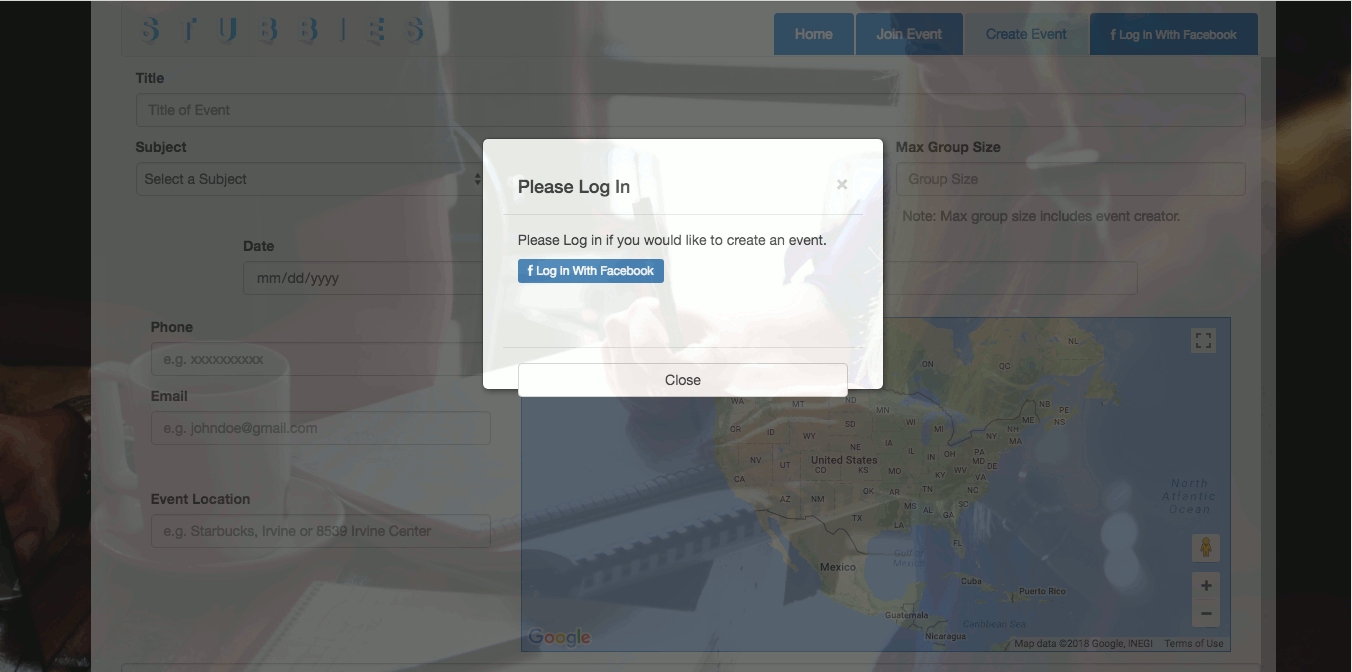 STUBBIES
Home
Join Event
Create Event
f Log in With Facebook
Title
Title of Event
Subject
Select a Subject
Max Group Size
Group Size
Note: Max group size includes event creator.
Date
mm/dd/yyyy
Please Log In
×
Please Log in if you would like to create an event.
f Log in With Facebook
Close
Phone
e.g. xxxxxxxxxx
Email
e.g. johndoe@gmail.com
Event Location
e.g. Starbucks, Irvine or 8539 Irvine Center
NL
ON
QC
WA
MT
ND
MN
NB
PE
NS
OR
ID
SD
WI
MI
ME
WY
NY
NH
MA
NE
IA
NV
UT
United States
CO
KS
MO
IL
IN
OH
PA
MD
DE
KY
WV
VA
CA
AZ
NM
OK
AR
TN
NC
SC
MS
AL
GA
TX
LA
FL
North
Atlantic
Ocean
Gulf of
Mexico
Mexico
Cuba
Puerto Rico
Guatemala
Caribbean Sea
Nicaragua
+
−
Google
Map data ©2018 Google, INEGI
Terms of Use